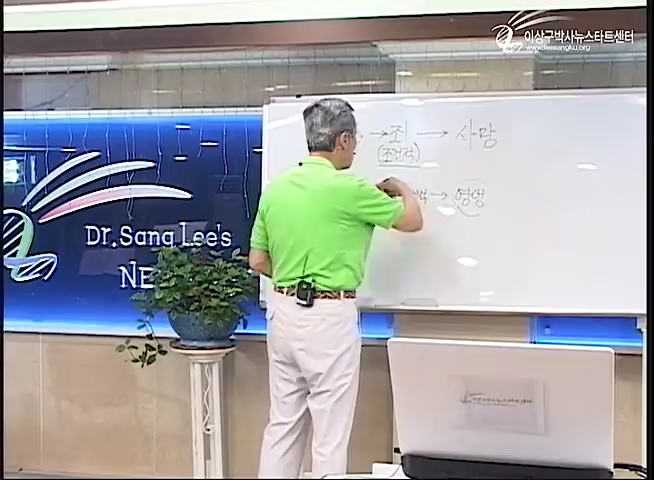 이상구박사뉴스타트센터
www.leesangku.org
→죄 → 사망
(조건적)
→ 영생
Dr.Sang Lee's
NE